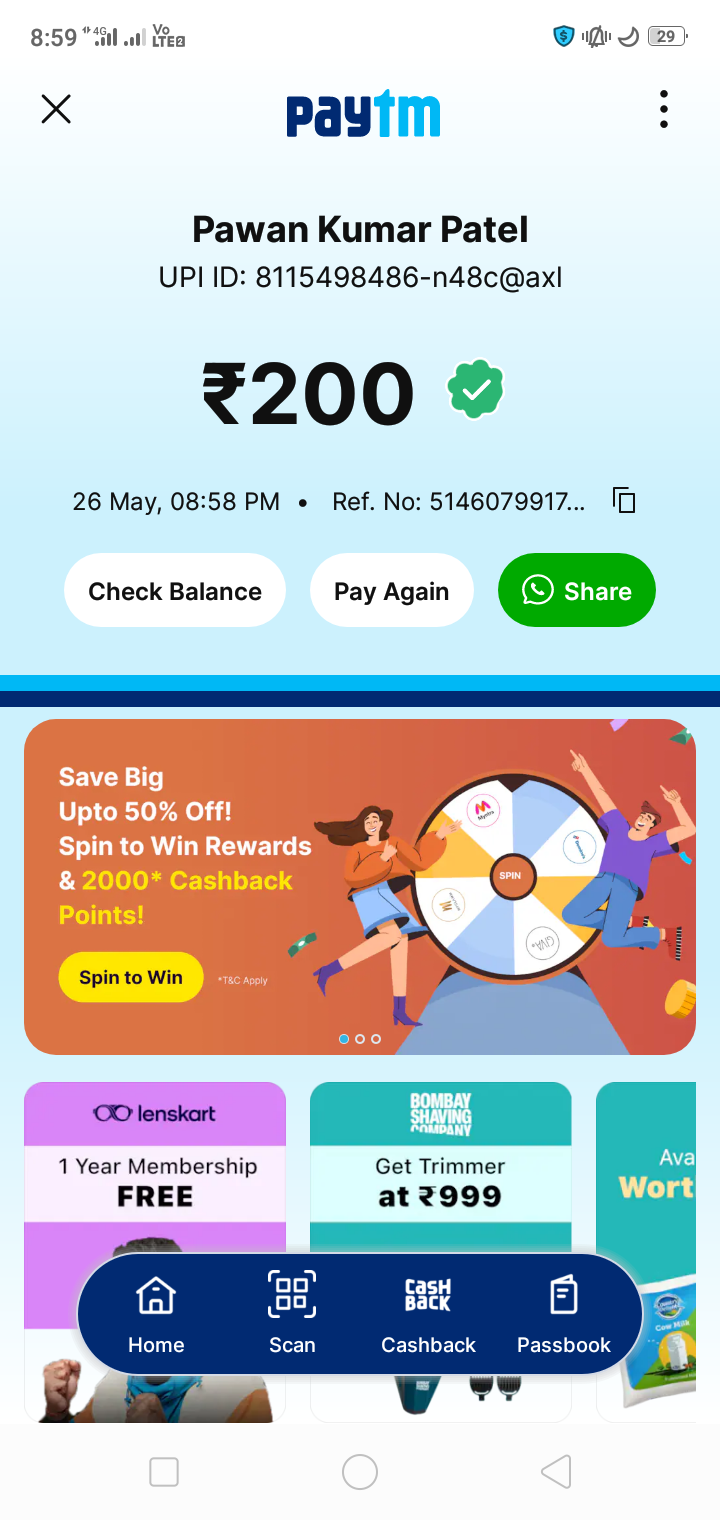 8:59 4G Vo LTE2 29
paytm
Pawan Kumar Patel
UPI ID: 8115498486-n48c@axl
₹200
26 May, 08:58 PM • Ref. No: 5146079917...
Check Balance Pay Again Share
Save Big
Upto 50% Off!
Spin to Win Rewards
& 2000* Cashback
Points!
Spin to Win *T&C Apply
Myntra
SPIN
GIVA
lenskart
1 Year Membership
FREE
BOMBAY
SHAVING
COMPANY
Get Trimmer
at ₹999
Ava
Wort
Cow Milk
CASH
BACK
Home Scan Cashback Passbook